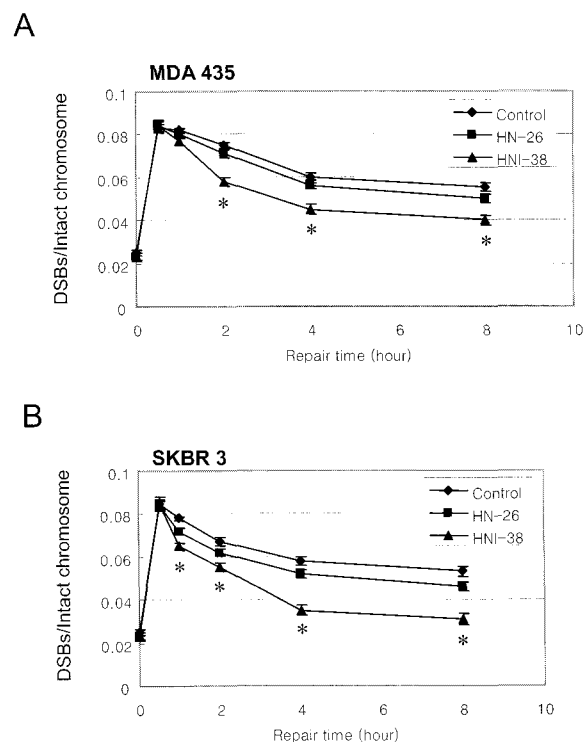 A
MDA 435
DSBs/Intact chromosome
0.1
0.08
0.06
0.04
0.02
0
Control
HN-26
HNI-38
*
*
*
0 2 4 6 8 10
Repair time (hour)
B
SKBR 3
DSBs/Intact chromosome
0.1
0.08
0.06
0.04
0.02
0
Control
HN-26
HNI-38
*
*
*
*
0 2 4 6 8 10
Repair time (hour)